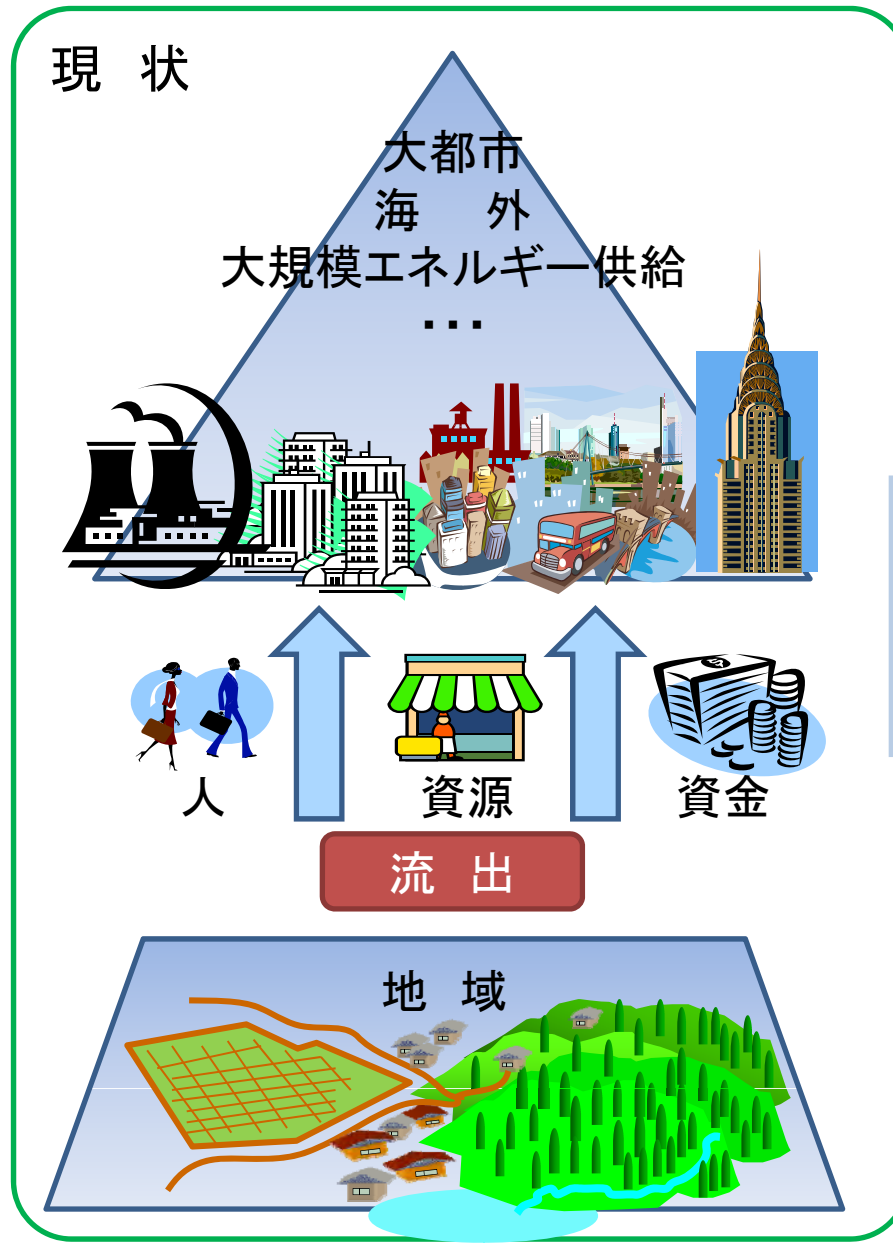 現 状
大都市
海 外
大規模エネルギー供給
・・・
人
資源
資金
流 出
地 域